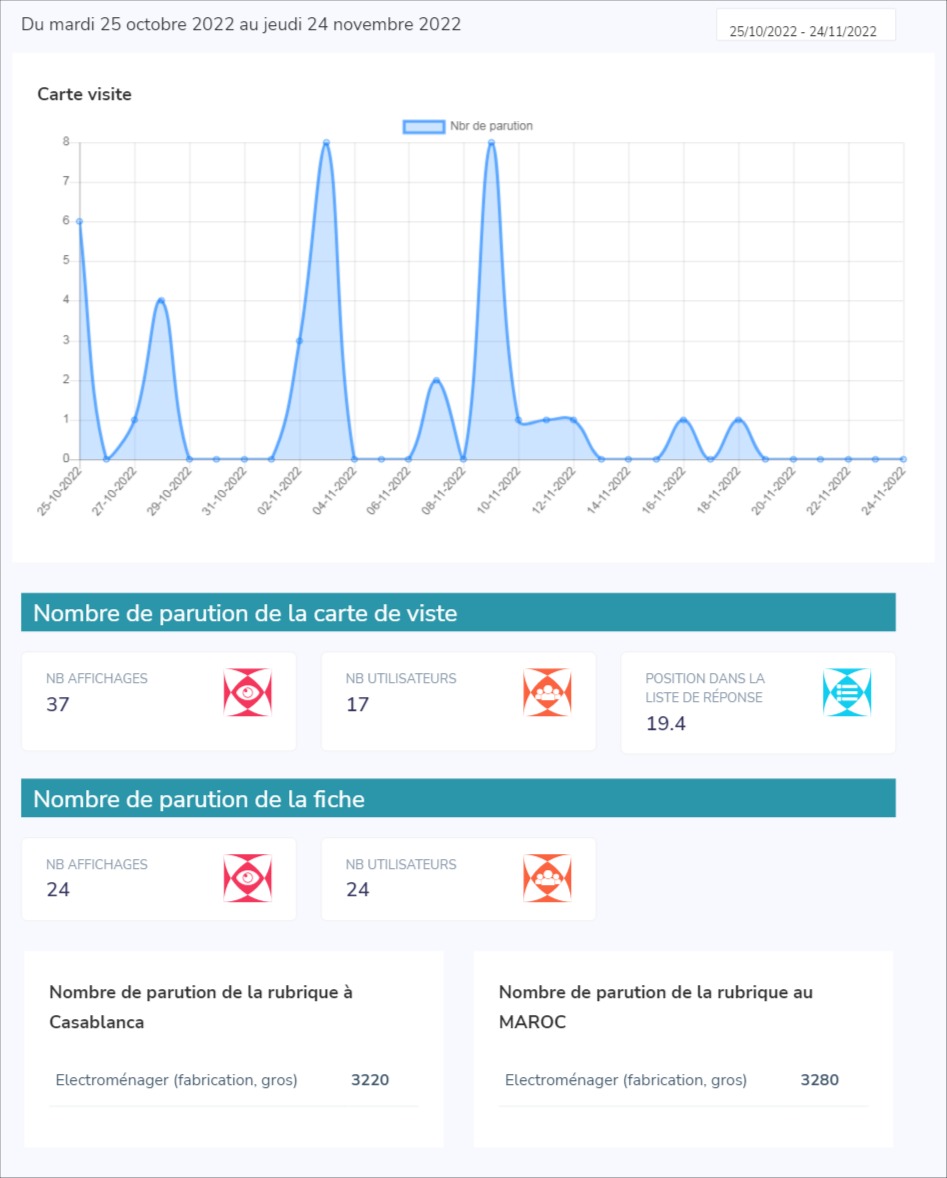 Du mardi 25 octobre 2022 au jeudi 24 novembre 2022
25/10/2022 - 24/11/2022
Carte visite
Nbr de parution
8
7
6
5
4
3
2
1
0
25-10-2022
27-10-2022
29-10-2022
31-10-2022
02-11-2022
04-11-2022
06-11-2022
08-11-2022
10-11-2022
12-11-2022
14-11-2022
16-11-2022
18-11-2022
20-11-2022
22-11-2022
24-11-2022
Nombre de parution de la carte de viste
NB AFFICHAGES
37
NB UTILISATEURS
17
POSITION DANS LA
LISTE DE RÉPONSE
19.4
Nombre de parution de la fiche
NB AFFICHAGES
24
NB UTILISATEURS
24
Nombre de parution de la rubrique à
Casablanca
Electroménager (fabrication, gros) 3220
Nombre de parution de la rubrique au
MAROC
Electroménager (fabrication, gros) 3280